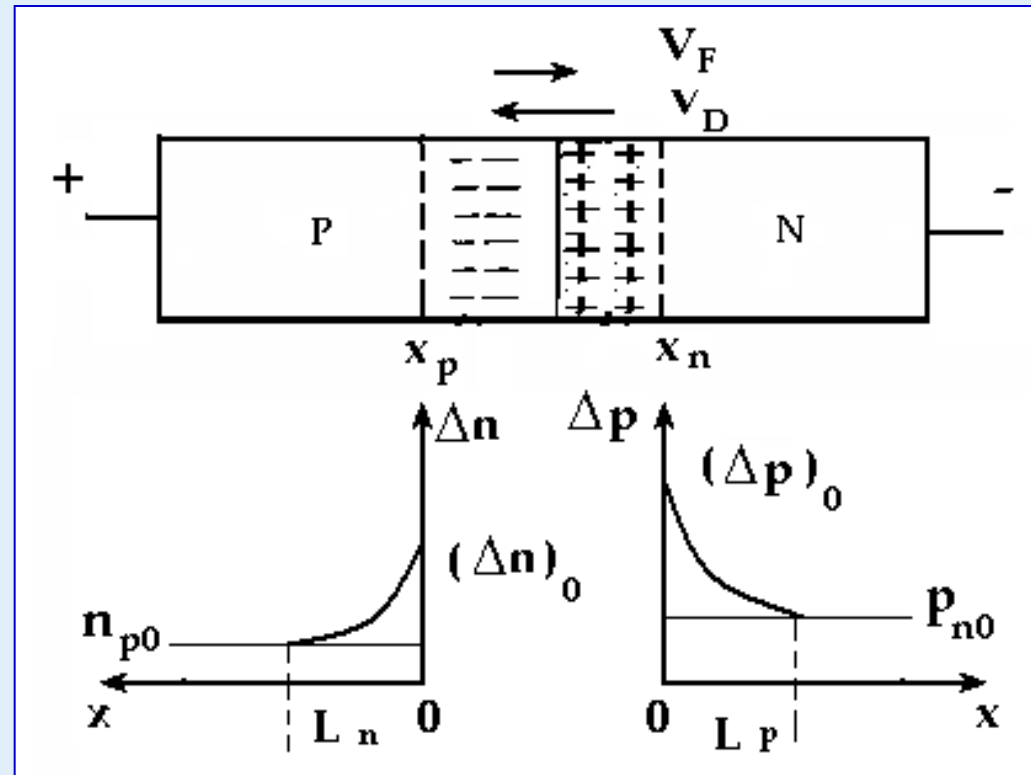 V_F
V_D
+ -
P N
x_p x_n
Δn Δp
(Δp)_0
(Δn)_0
n_p0 p_n0
x L_n 0 0 L_p x